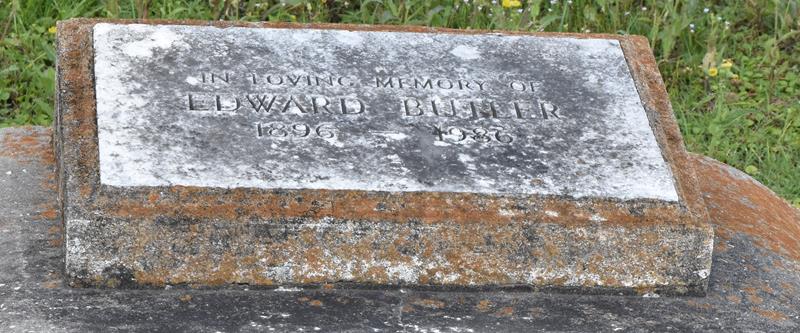 IN LOVING MEMORY OF
EDWARD BUTLER
1896 – 1986